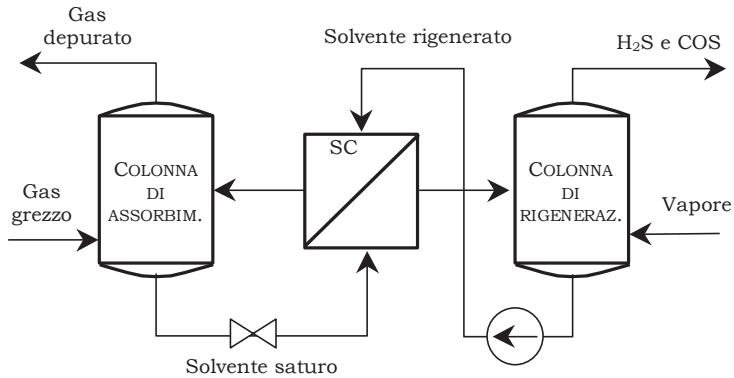 Gas
depurato
Solvente rigenerato
H₂S e COS
SC
COLONNA
DI
ASSORBIM.
COLONNA
DI
RIGENERAZ.
Gas
grezzo
Vapore
Solvente saturo